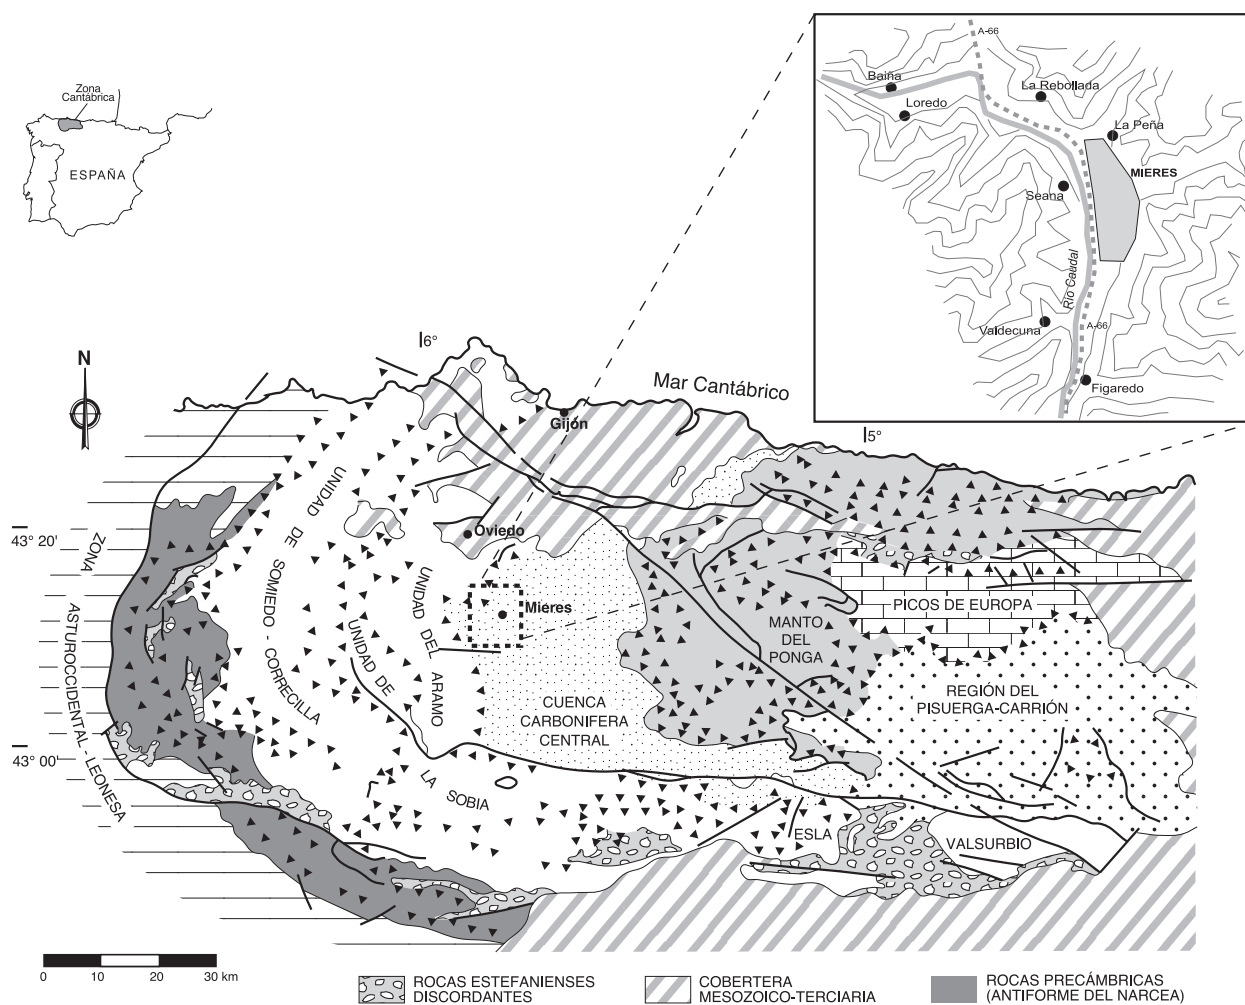 Zona
Cantábrica
ESPAÑA
A-66
Baiña
La Rebollada
Loredo
La Peña
MIERES
Seana
Río Caudal
Valdecuna
A-66
Figaredo
N
6°
Mar Cantábrico
5°
Gijón
43° 20'
Oviedo
Mieres
ZONA
ASTUROCCIDENTAL - LEONESA
UNIDAD DE SOMIEDO - CORRECILLA
UNIDAD DE
LA SOBIA
UNIDAD DEL
ARAMO
CUENCA
CARBONIFERA
CENTRAL
MANTO
DEL
PONGA
PICOS DE EUROPA
REGIÓN DEL
PISUERGA-CARRIÓN
43° 00'
ESLA
VALSURBIO
0 10 20 30 km
ROCAS ESTEFANIENSES
DISCORDANTES
COBERTERA
MESOZOICO-TERCIARIA
ROCAS PRECÁMBRICAS
(ANTIFORME DEL NARCEA)